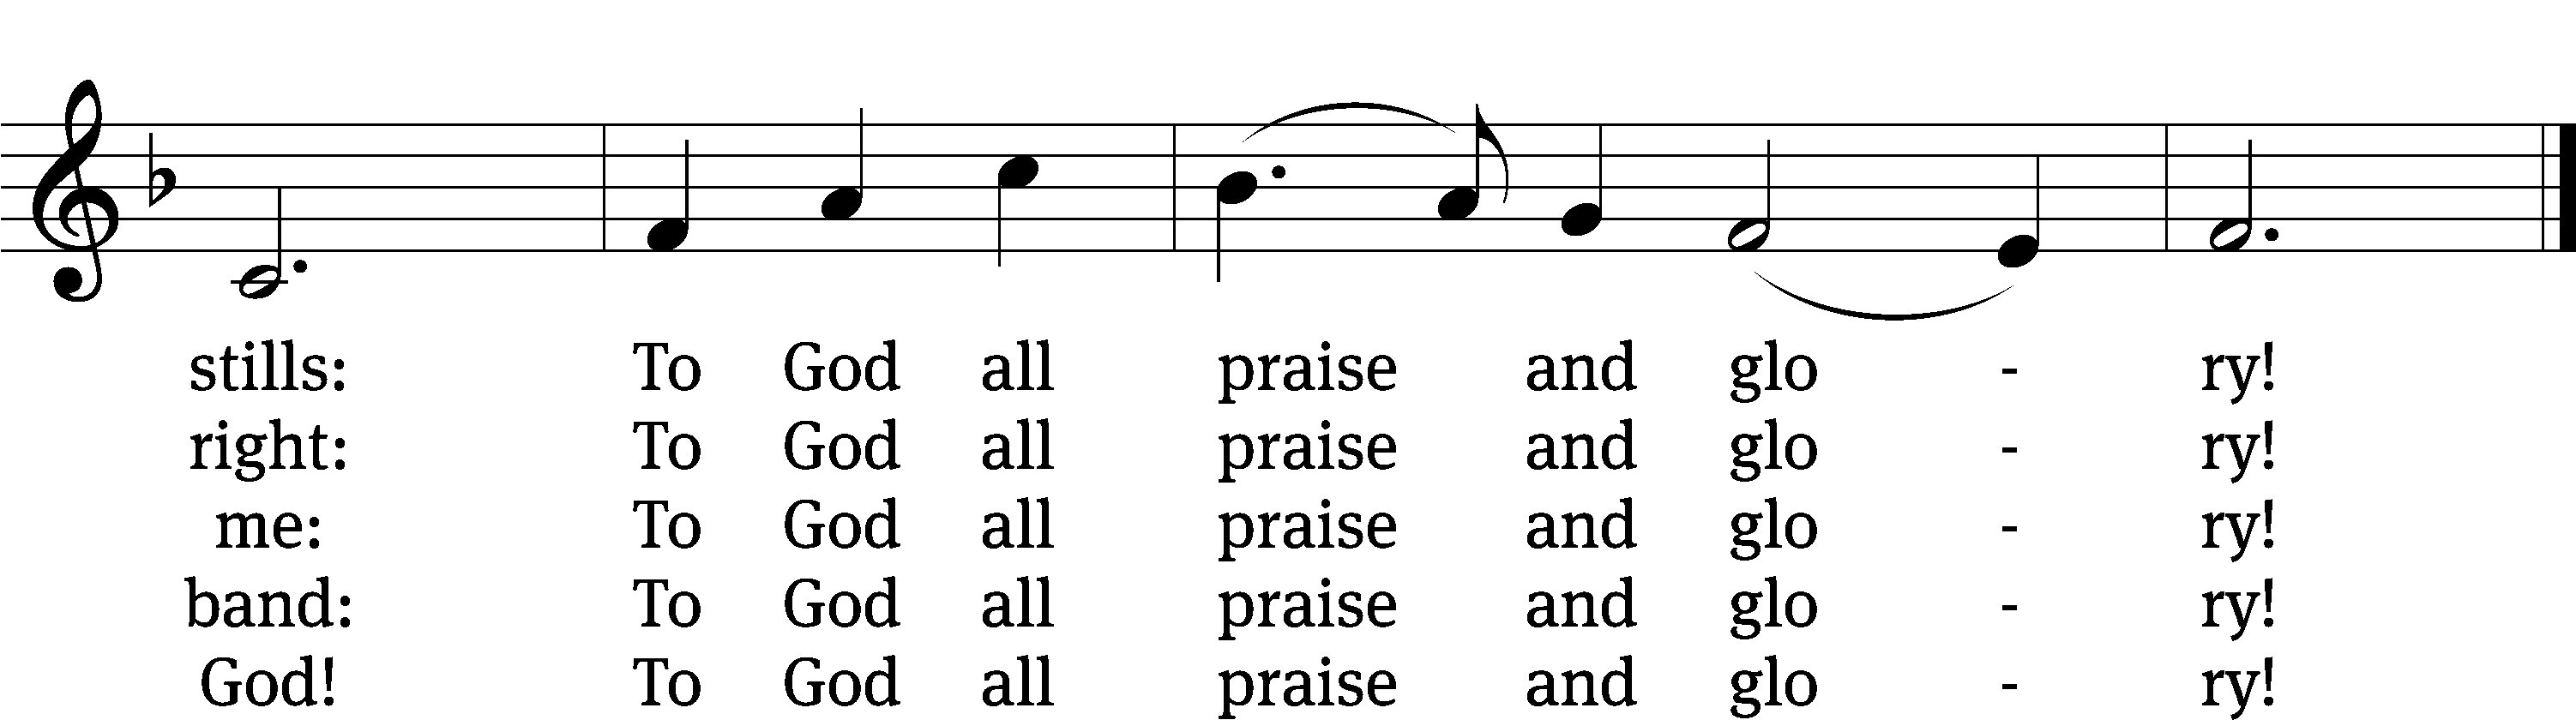 stills: To God all praise and glo - ry!
right: To God all praise and glo - ry!
me: To God all praise and glo - ry!
band: To God all praise and glo - ry!
God! To God all praise and glo - ry!